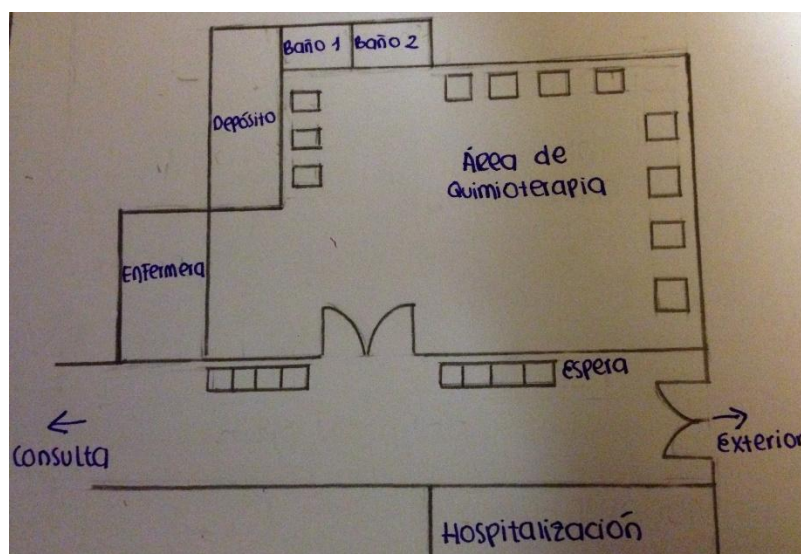 Baño 1
Baño 2
Depósito
Área de
Quimioterapia
Enfermera
Espera
Consulta
Exterior
Hospitalización